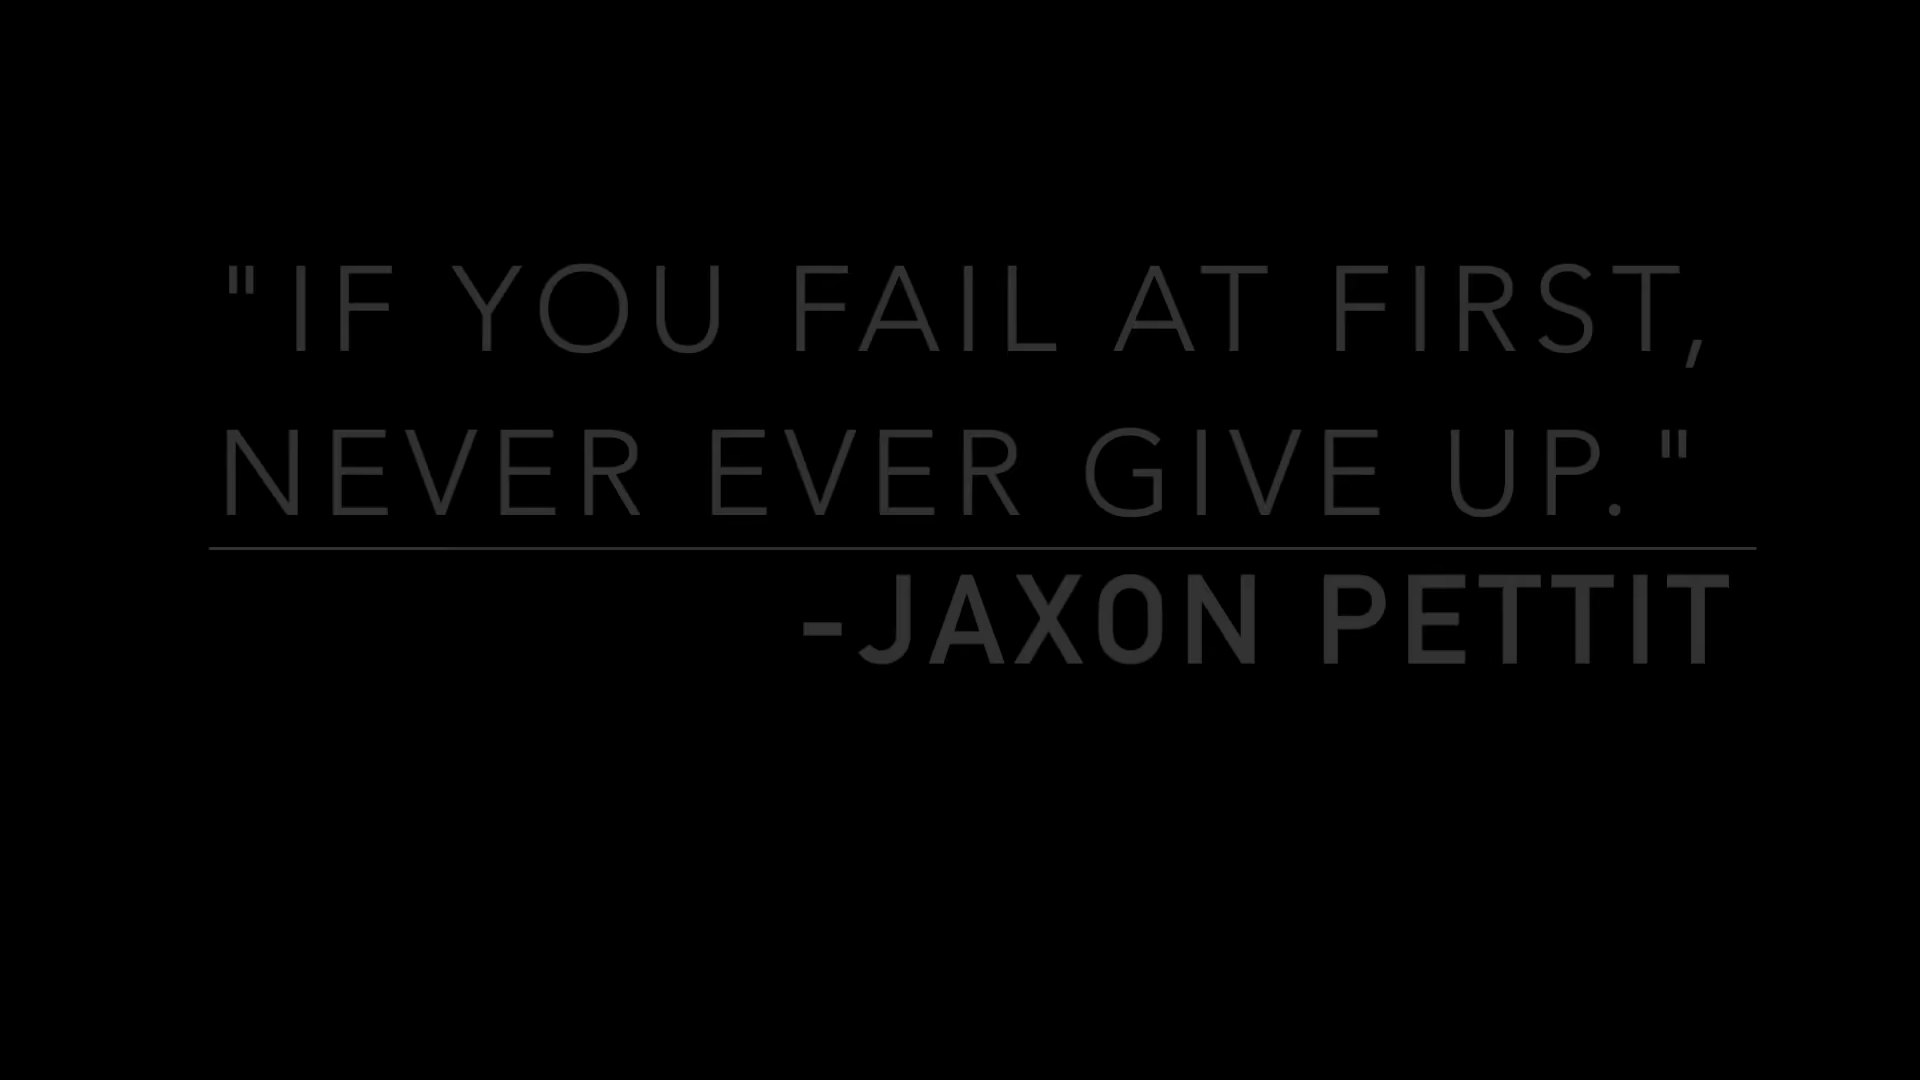 "IF YOU FAIL AT FIRST,
NEVER EVER GIVE UP."
-JAXON PETTIT